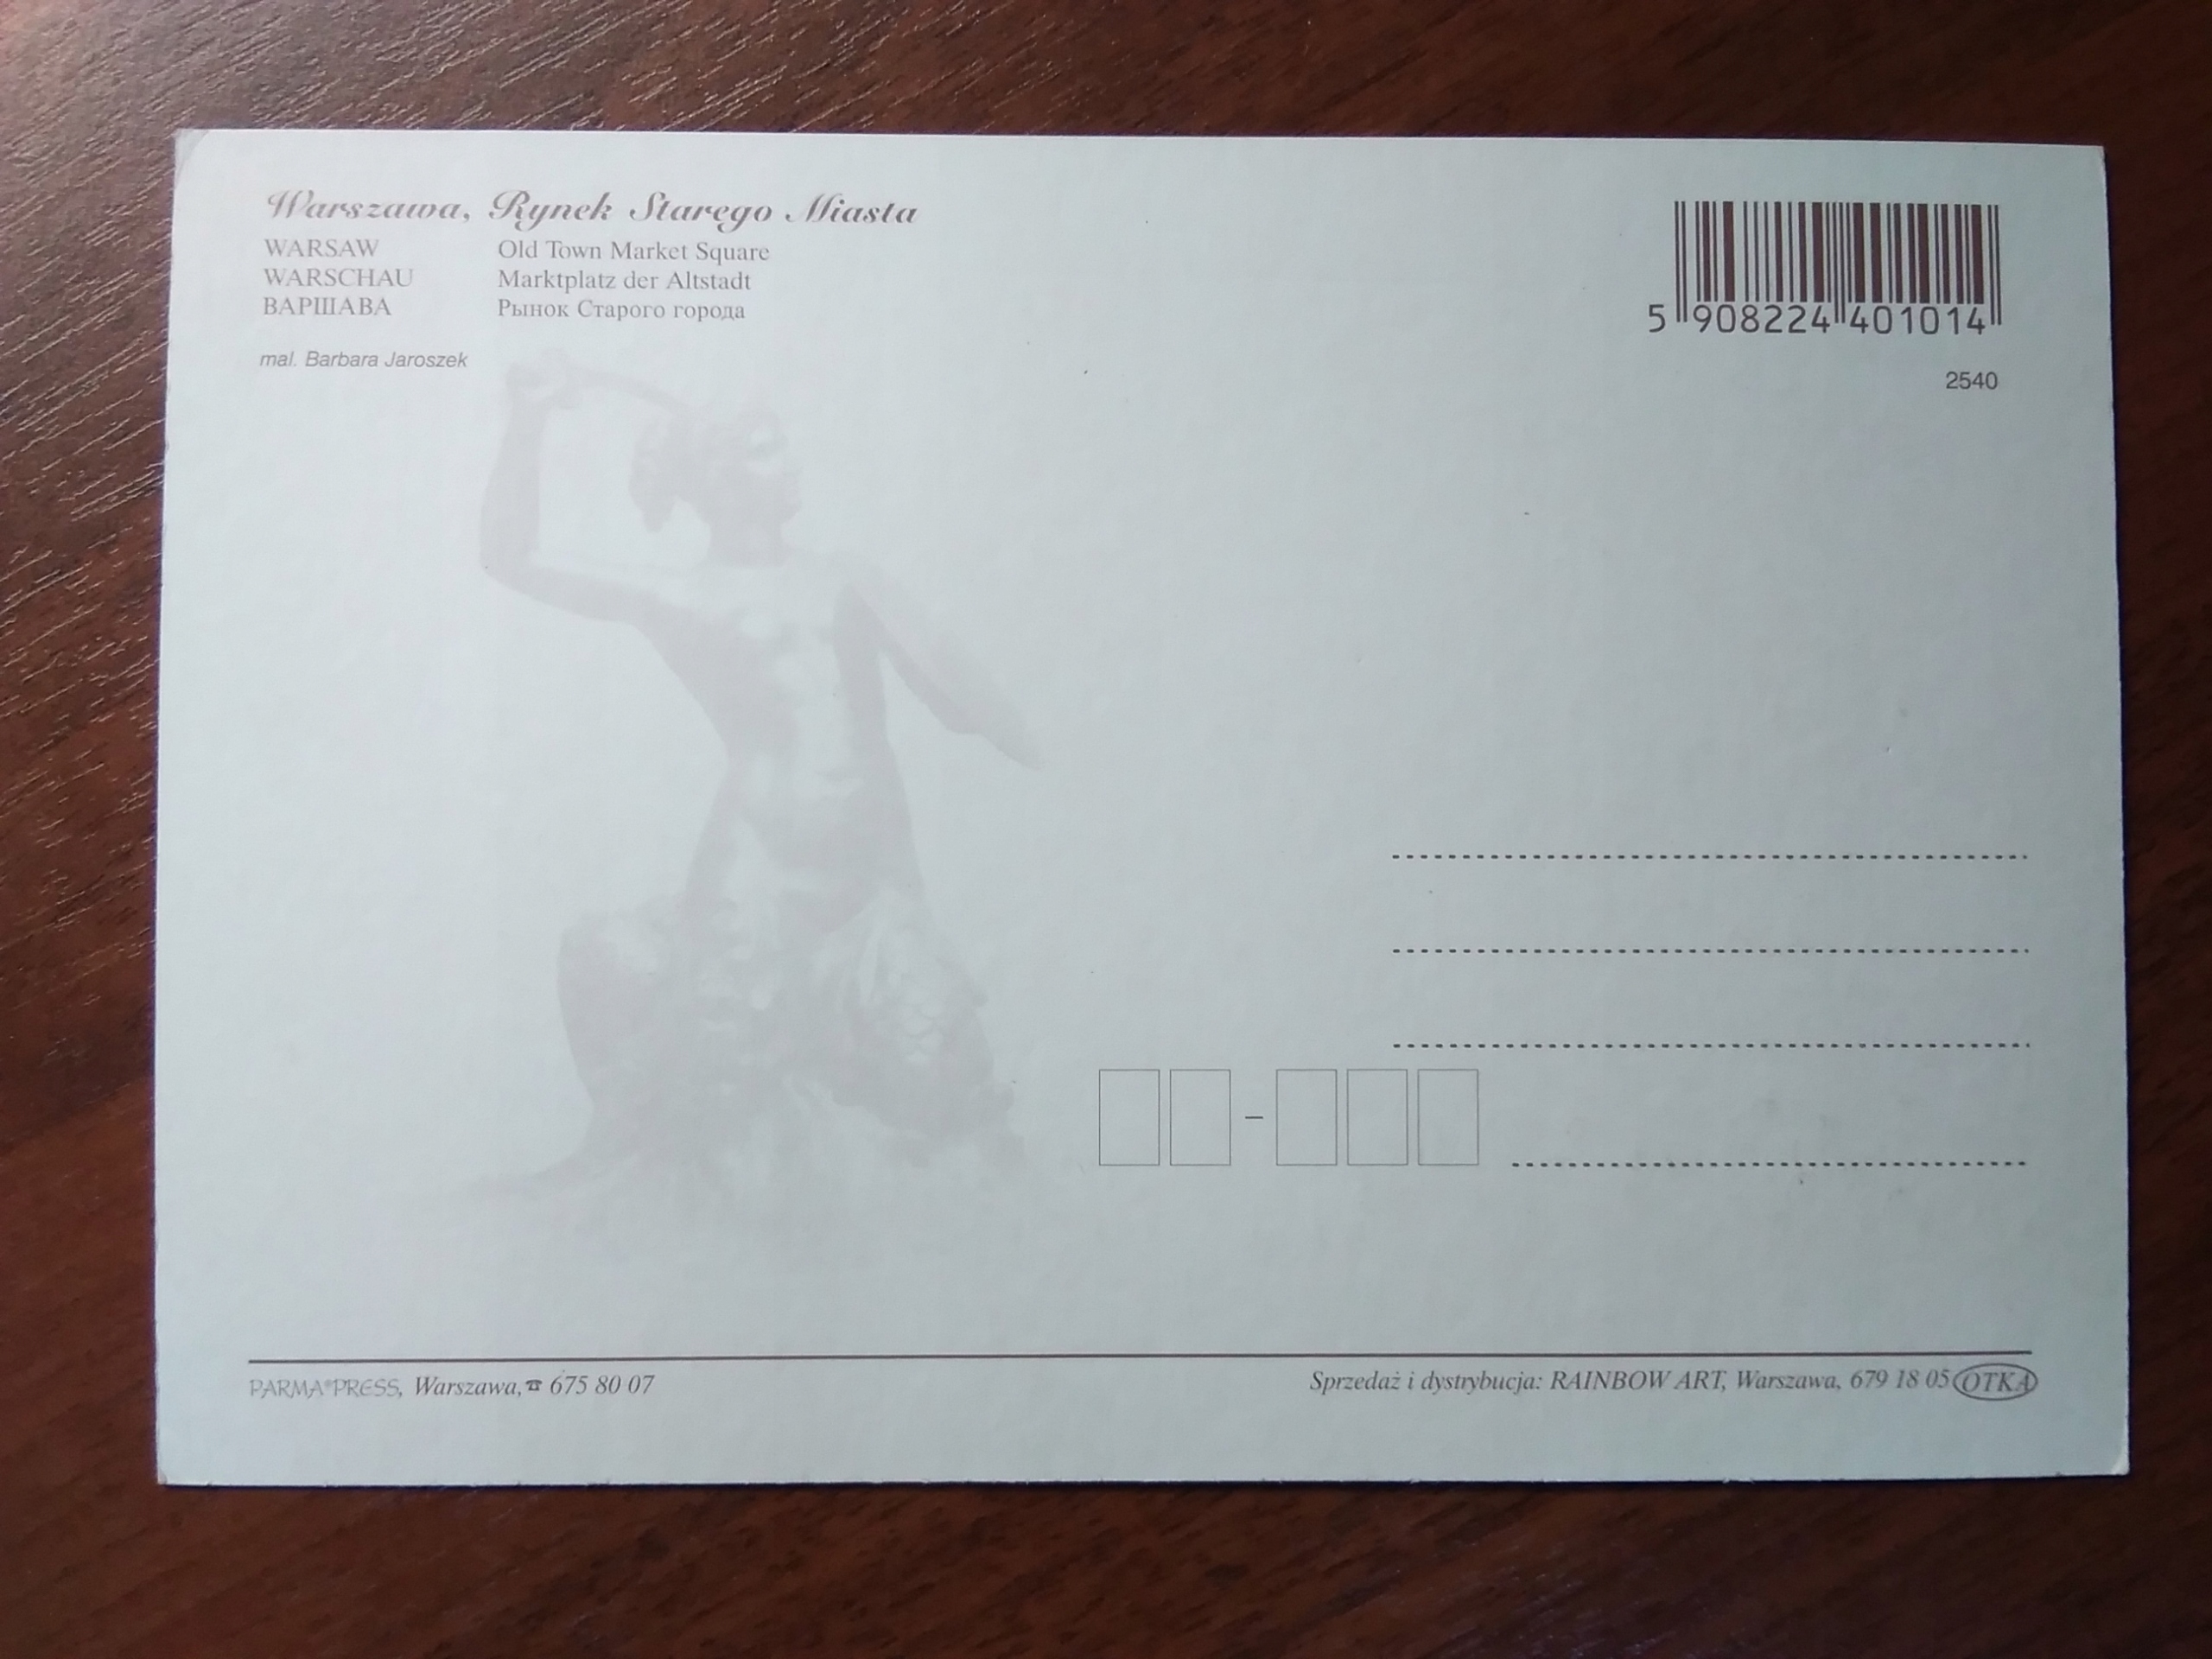 Warszawa, Rynek Starego Miasta
WARSAW Old Town Market Square
WARSCHAU Marktplatz der Altstadt
ВАРШАВА Рынок Старого города
mal. Barbara Jaroszek
5 908224 401014
2540
–
PARMA®PRESS, Warszawa, ☎ 675 80 07
Sprzedaż i dystrybucja: RAINBOW ART, Warszawa, 679 18 05 OTKA